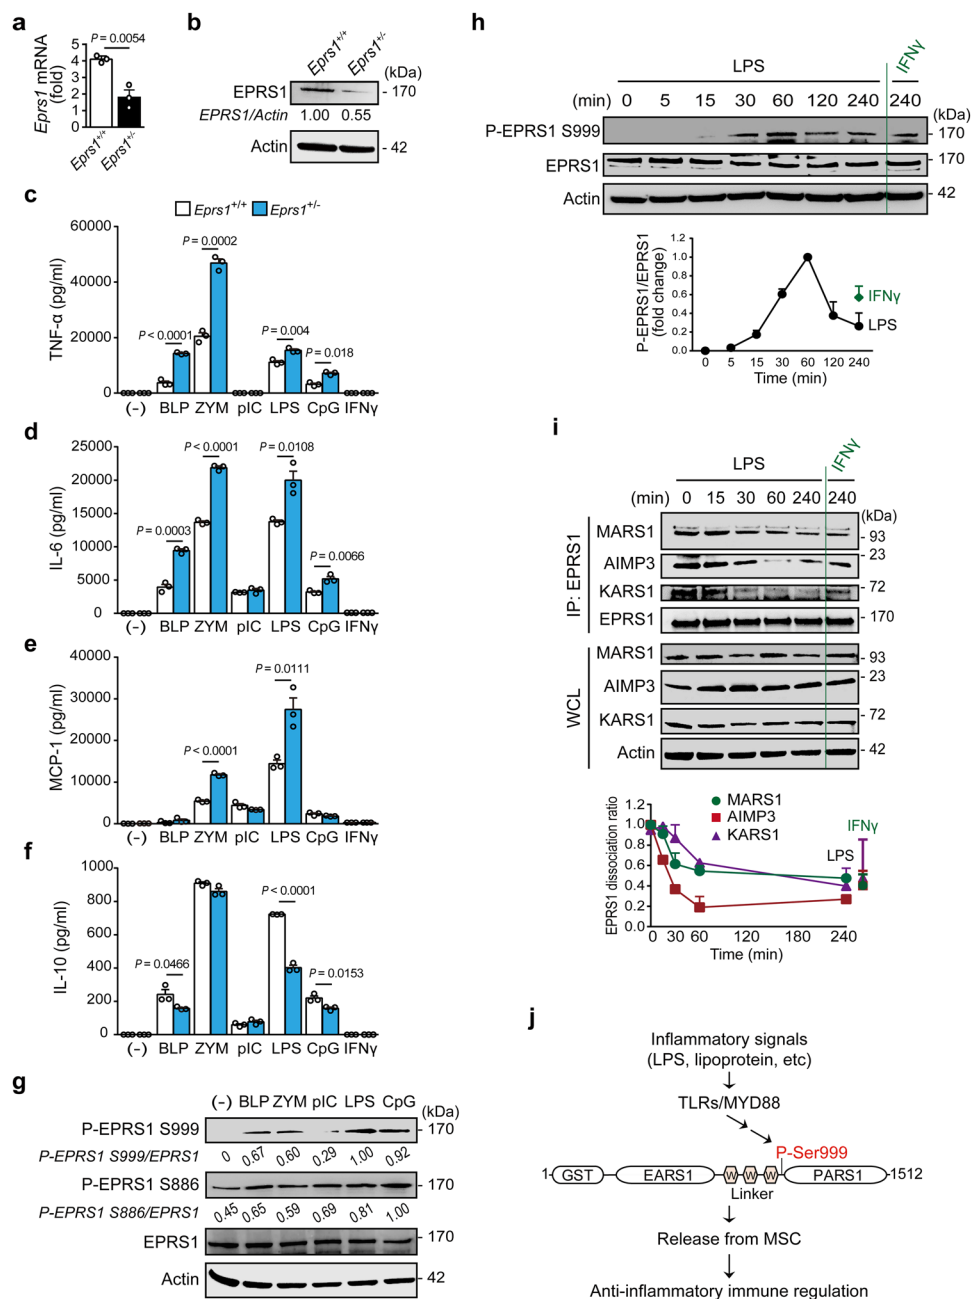 a
P = 0.0054
Eprs1 mRNA
(fold)
5
4
3
2
1
0
Eprs1+/+
Eprs1+/-
b
Eprs1+/+
Eprs1+/-
(kDa)
EPRS1
- 170
EPRS1/Actin
1.00
0.55
Actin
- 42
c
Eprs1+/+
Eprs1+/-
TNF-α (pg/ml)
60000
40000
20000
0
P < 0.0001
P = 0.0002
P = 0.004
P = 0.018
(-) BLP ZYM pIC LPS CpG IFNγ
d
IL-6 (pg/ml)
25000
20000
15000
10000
5000
0
P = 0.0003
P < 0.0001
P = 0.0108
P = 0.0066
(-) BLP ZYM pIC LPS CpG IFNγ
e
MCP-1 (pg/ml)
40000
30000
20000
10000
0
P < 0.0001
P = 0.0111
(-) BLP ZYM pIC LPS CpG IFNγ
f
IL-10 (pg/ml)
1000
800
600
400
200
0
P = 0.0466
P < 0.0001
P = 0.0153
(-) BLP ZYM pIC LPS CpG IFNγ
g
(-) BLP ZYM pIC LPS CpG
(kDa)
P-EPRS1 S999
- 170
P-EPRS1 S999/EPRS1
0 0.67 0.60 0.29 1.00 0.92
P-EPRS1 S886
- 170
P-EPRS1 S886/EPRS1
0.45 0.65 0.59 0.69 0.81 1.00
EPRS1
- 170
Actin
- 42
h
LPS
IFNγ
(min) 0 5 15 30 60 120 240 240
(kDa)
P-EPRS1 S999
- 170
EPRS1
- 170
Actin
- 42
P-EPRS1/EPRS1
(fold change)
1.2
1.0
0.8
0.6
0.4
0.2
0
IFNγ
LPS
0 5 15 30 60 120 240
Time (min)
i
LPS
IFNγ
(min) 0 15 30 60 240 240
(kDa)
IP: EPRS1
MARS1
- 93
AIMP3
- 23
KARS1
- 72
EPRS1
- 170
WCL
MARS1
- 93
AIMP3
- 23
KARS1
- 72
Actin
- 42
MARS1
AIMP3
KARS1
EPRS1 dissociation ratio
1.2
1.0
0.8
0.6
0.4
0.2
0.0
LPS
IFNγ
0 30 60 120 180 240
Time (min)
j
Inflammatory signals
(LPS, lipoprotein, etc)
TLRs/MYD88
P-Ser999
1 GST EARS1 W W W PARS1 1512
Linker
Release from MSC
Anti-inflammatory immune regulation